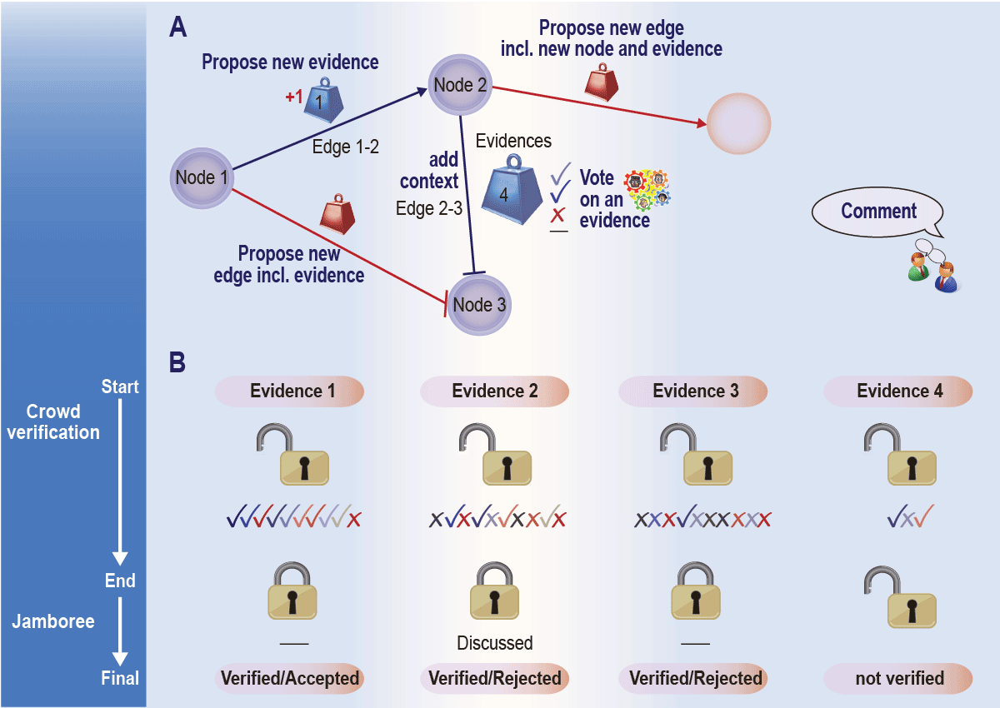 A
Propose new evidence
+1
1
Edge 1-2
Node 1
Node 2
Propose new edge
incl. new node and evidence
add
context
Edge 2-3
Evidences
4
Vote
on an
evidence
Propose new
edge incl. evidence
Node 3
Comment
B
Start
Crowd
verification
End
Jamboree
Final
Evidence 1
Evidence 2
Evidence 3
Evidence 4
Discussed
Verified/Accepted
Verified/Rejected
Verified/Rejected
not verified